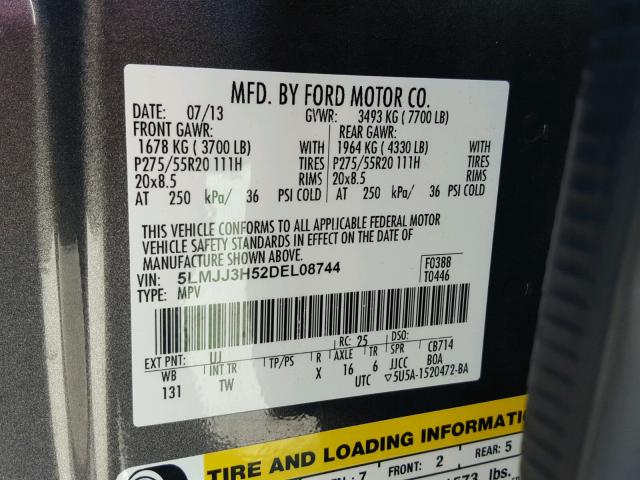 MFD. BY FORD MOTOR CO.
DATE: 07/13 GVWR: 3493 KG (7700 LB)
FRONT GAWR: REAR GAWR:
1678 KG (3700 LB) WITH 1964 KG (4330 LB) WITH
P275/55R20 111H TIRES P275/55R20 111H TIRES
20x8.5 RIMS 20x8.5 RIMS
AT 250 kPa/ 36 PSI COLD AT 250 kPa/ 36 PSI COLD
THIS VEHICLE CONFORMS TO ALL APPLICABLE FEDERAL MOTOR
VEHICLE SAFETY STANDARDS IN EFFECT ON THE DATE OF
MANUFACTURE SHOWN ABOVE.
VIN: 5LMJJ3H52DEL08744 F03B8
TYPE: MPV T0446
RC: 25 DSO:
EXT PNT: UJ R AXLE TR SPR CB714
WB INT TR TP/PS X 16 6 JJCC BOA
131 TW UTC ▽5U5A-1520472-BA
TIRE AND LOADING INFORMATION
7 FRONT: 2 REAR: 5
lbs.